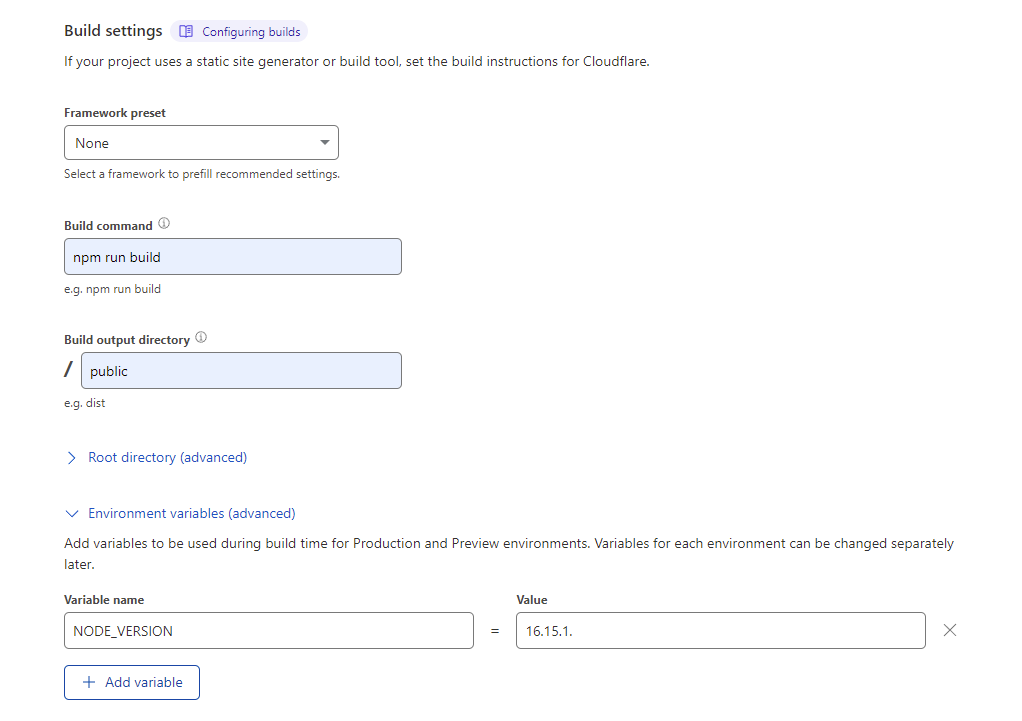 Build settings Configuring builds
If your project uses a static site generator or build tool, set the build instructions for Cloudflare.
Framework preset
None
Select a framework to prefill recommended settings.
Build command
npm run build
e.g. npm run build
Build output directory
/ public
e.g. dist
Root directory (advanced)
Environment variables (advanced)
Add variables to be used during build time for Production and Preview environments. Variables for each environment can be changed separately
later.
Variable name Value
NODE_VERSION = 16.15.1.
+ Add variable